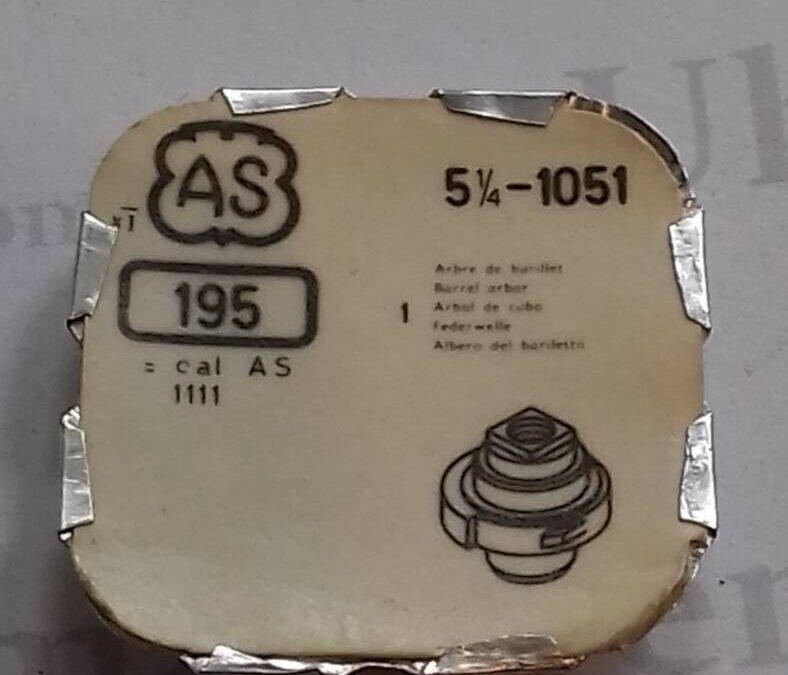 AS
5¼-1051
195
= cal AS
1111
1
Arbre de barillet
Barrel arbor
Arbol de cubo
Federwelle
Albero del bariletto